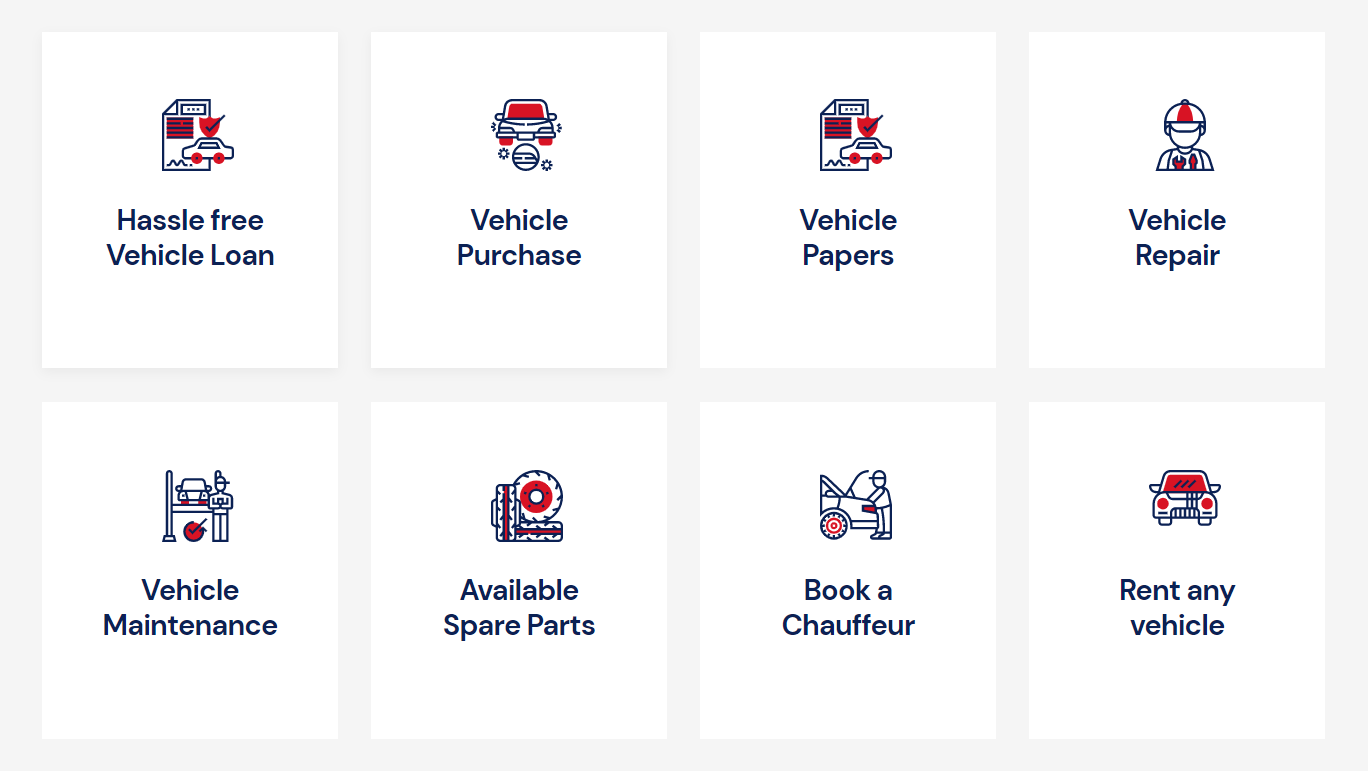 Hassle free
Vehicle Loan
Vehicle
Purchase
Vehicle
Papers
Vehicle
Repair
Vehicle
Maintenance
Available
Spare Parts
Book a
Chauffeur
Rent any
vehicle